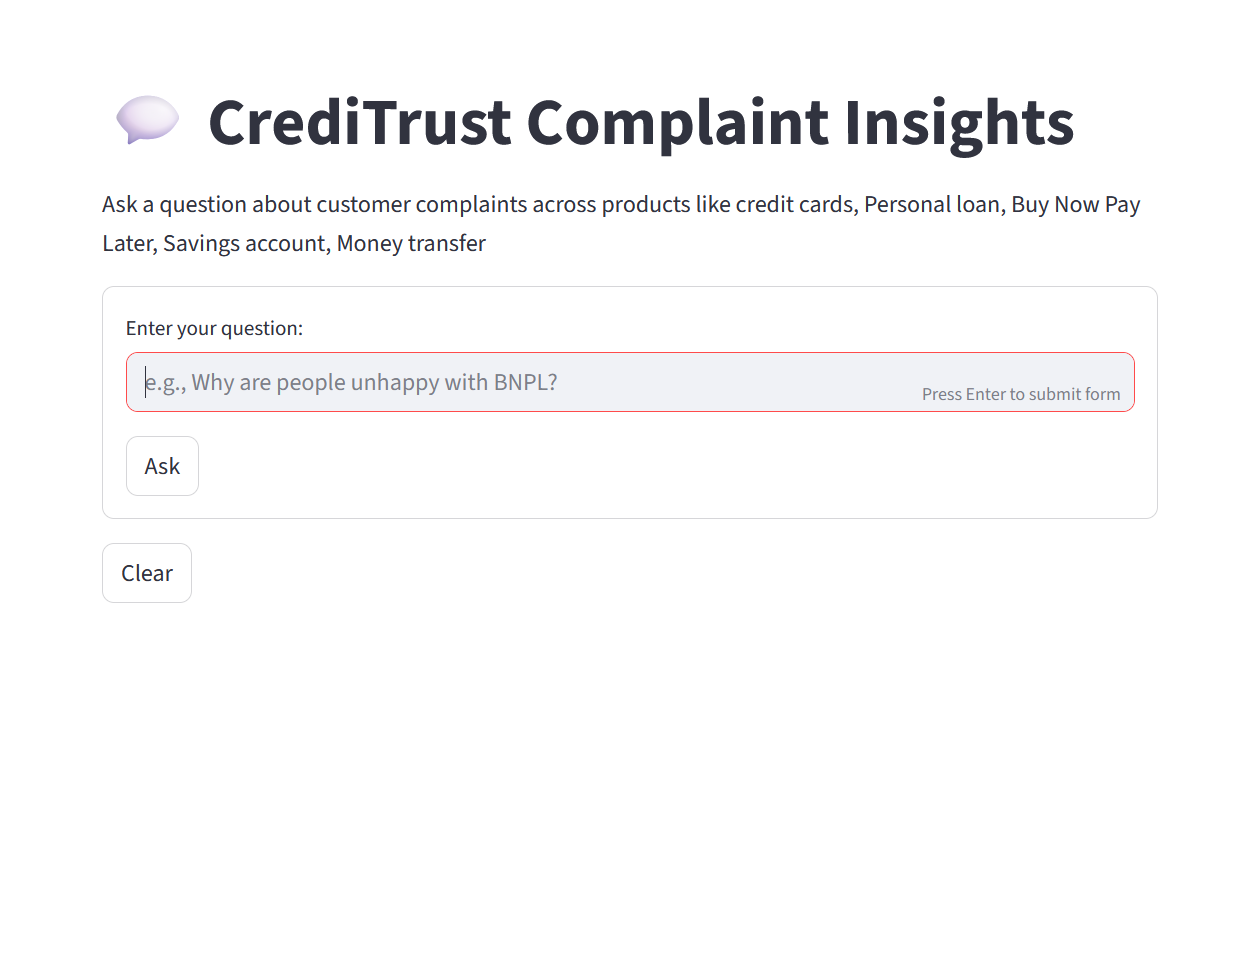 CrediTrust Complaint Insights
Ask a question about customer complaints across products like credit cards, Personal loan, Buy Now Pay
Later, Savings account, Money transfer
Enter your question:
e.g., Why are people unhappy with BNPL?
Press Enter to submit form
Ask
Clear